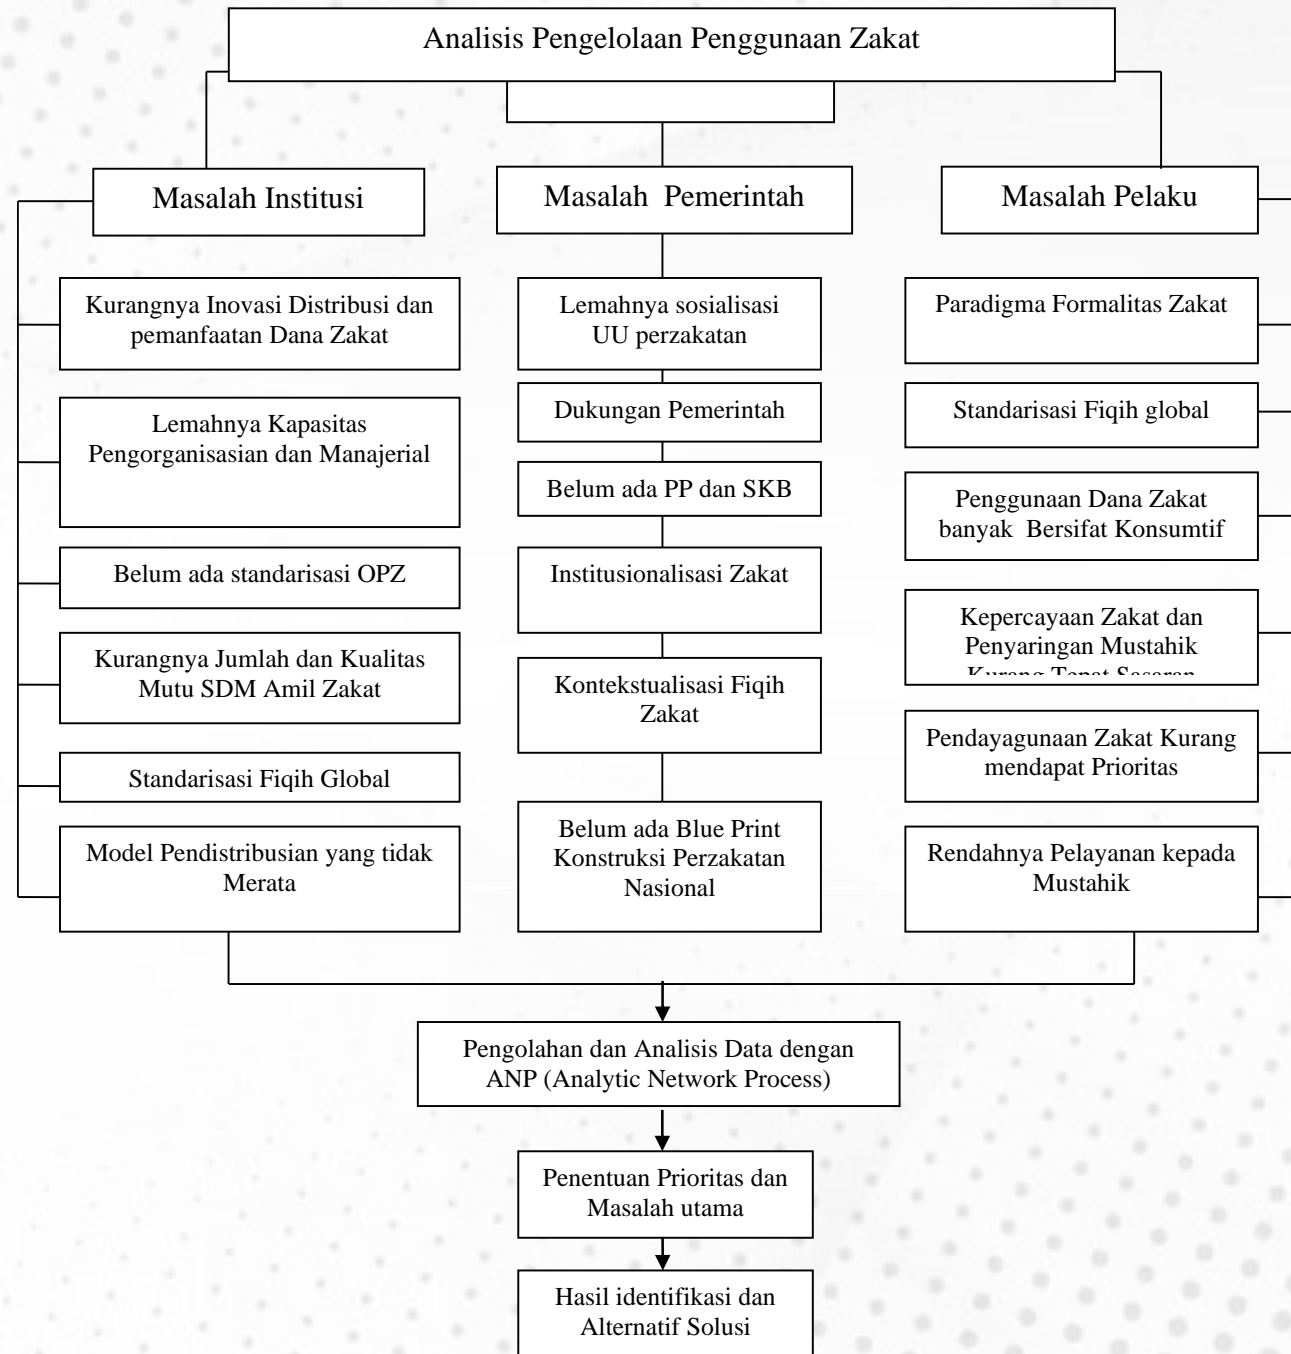 Analisis Pengelolaan Penggunaan Zakat
Masalah Institusi
Masalah Pemerintah
Masalah Pelaku
Kurangnya Inovasi Distribusi dan
pemanfaatan Dana Zakat
Lemahnya Kapasitas
Pengorganisasian dan Manajerial
Belum ada standarisasi OPZ
Kurangnya Jumlah dan Kualitas
Mutu SDM Amil Zakat
Standarisasi Fiqih Global
Model Pendistribusian yang tidak
Merata
Lemahnya sosialisasi
UU perzakatan
Dukungan Pemerintah
Belum ada PP dan SKB
Institusionalisasi Zakat
Kontekstualisasi Fiqih
Zakat
Belum ada Blue Print
Konstruksi Perzakatan
Nasional
Paradigma Formalitas Zakat
Standarisasi Fiqih global
Penggunaan Dana Zakat
banyak Bersifat Konsumtif
Kepercayaan Zakat dan
Penyaringan Mustahik
Kurang Tepat Sasaran
Pendayagunaan Zakat Kurang
mendapat Prioritas
Rendahnya Pelayanan kepada
Mustahik
Pengolahan dan Analisis Data dengan
ANP (Analytic Network Process)
Penentuan Prioritas dan
Masalah utama
Hasil identifikasi dan
Alternatif Solusi